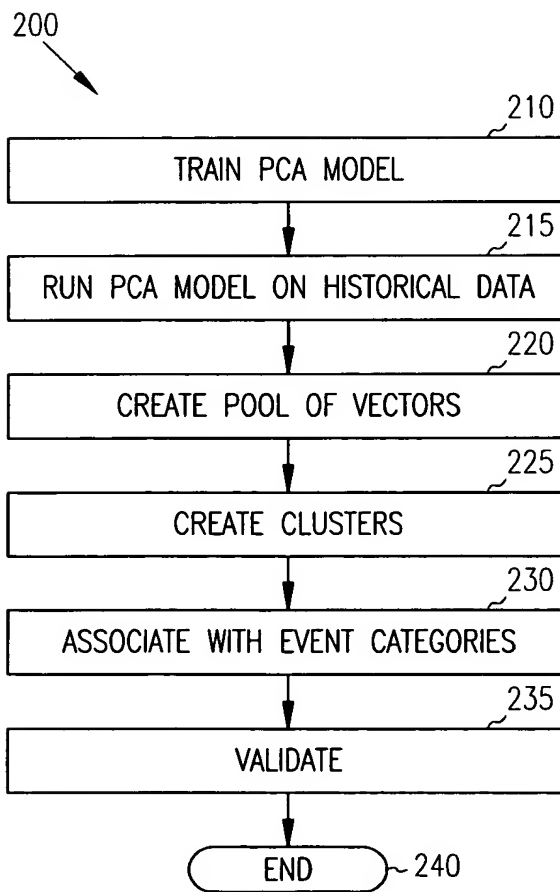 200
210
TRAIN PCA MODEL
215
RUN PCA MODEL ON HISTORICAL DATA
220
CREATE POOL OF VECTORS
225
CREATE CLUSTERS
230
ASSOCIATE WITH EVENT CATEGORIES
235
VALIDATE
END 240